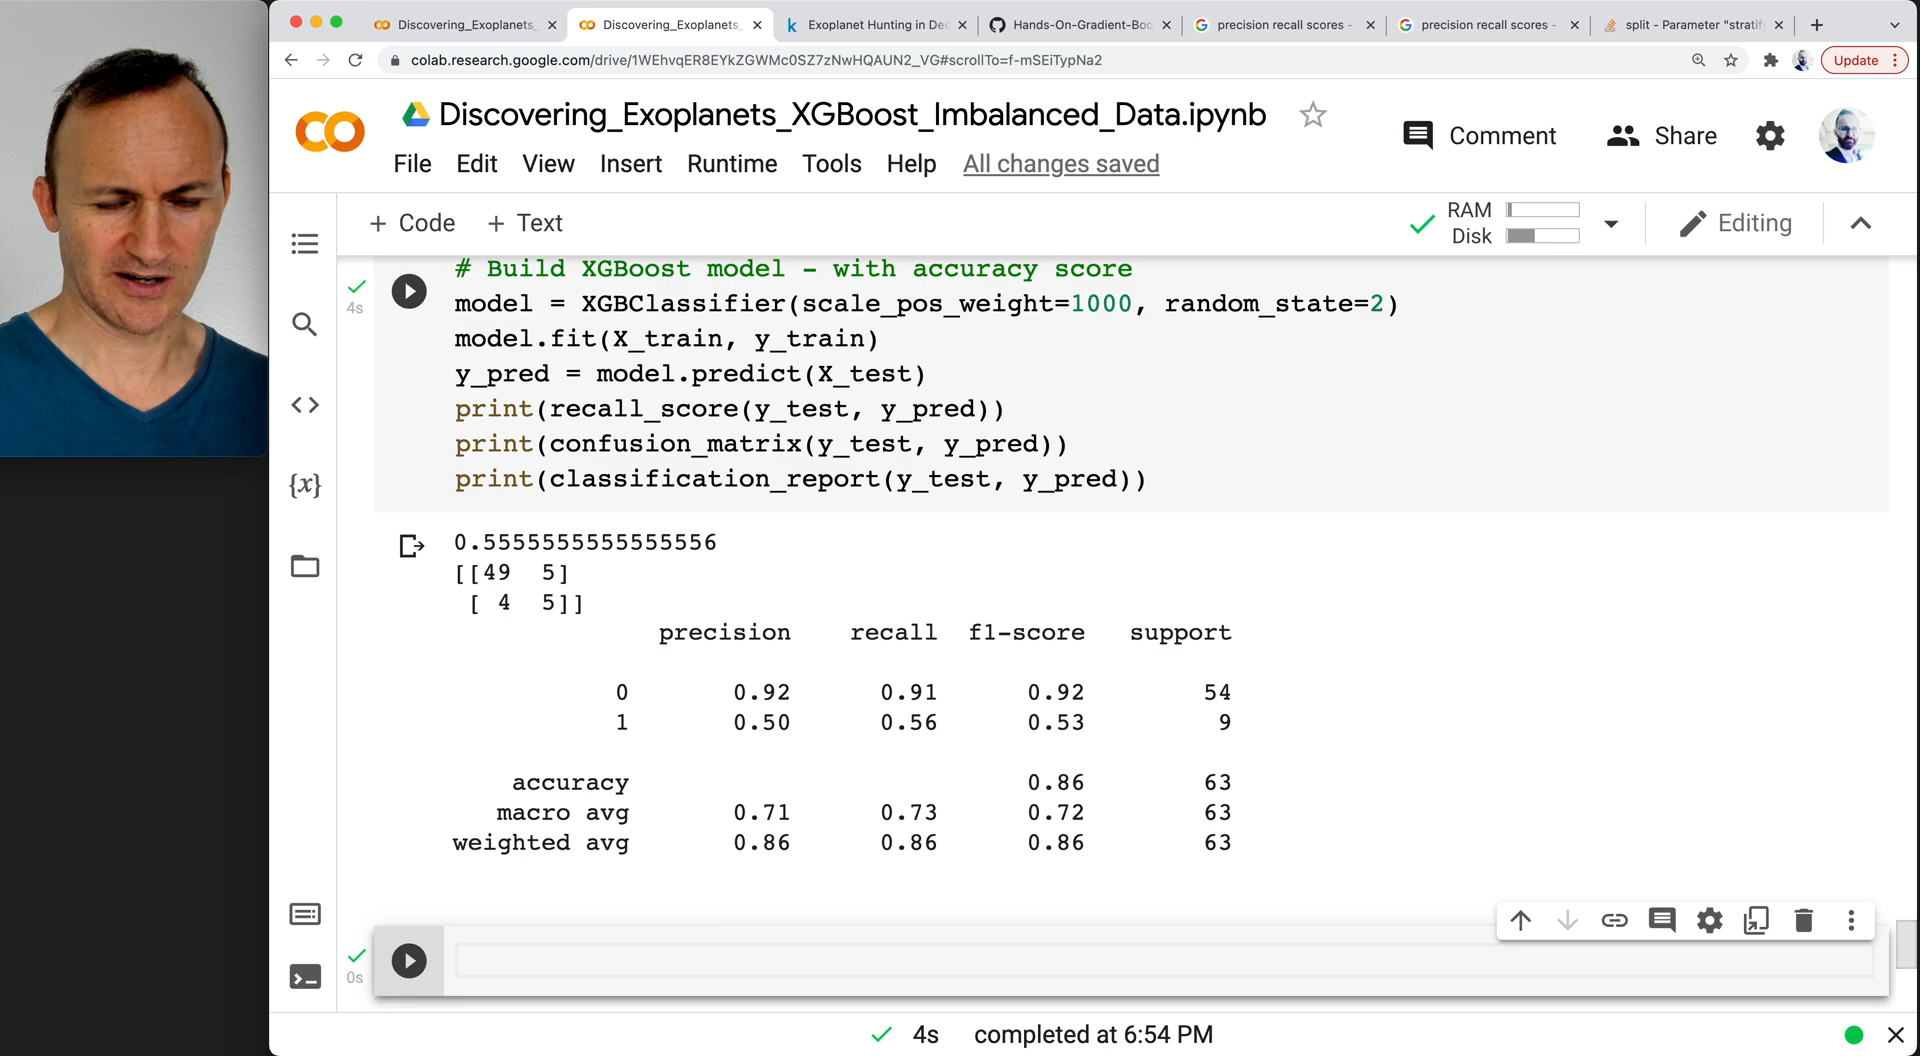 Discovering_Exoplanets_
Discovering_Exoplanets_
Exoplanet Hunting in Dee
Hands-On-Gradient-Boo
precision recall scores -
precision recall scores -
split - Parameter "stratify
colab.research.google.com/drive/1WEhvqER8EYkZGWMc0SZ7zNwHQAUN2_VG#scrollTo=f-mSEiTypNa2
Update
Discovering_Exoplanets_XGBoost_Imbalanced_Data.ipynb
Comment
Share
File Edit View Insert Runtime Tools Help All changes saved
+ Code + Text
RAM
Disk
Editing
4s
# Build XGBoost model - with accuracy score
model = XGBClassifier(scale_pos_weight=1000, random_state=2)
model.fit(X_train, y_train)
y_pred = model.predict(X_test)
print(recall_score(y_test, y_pred))
print(confusion_matrix(y_test, y_pred))
print(classification_report(y_test, y_pred))
0.5555555555555556
[[49 5]
[ 4 5]]
precision recall f1-score support
0 0.92 0.91 0.92 54
1 0.50 0.56 0.53 9
accuracy 0.86 63
macro avg 0.71 0.73 0.72 63
weighted avg 0.86 0.86 0.86 63
0s
4s completed at 6:54 PM